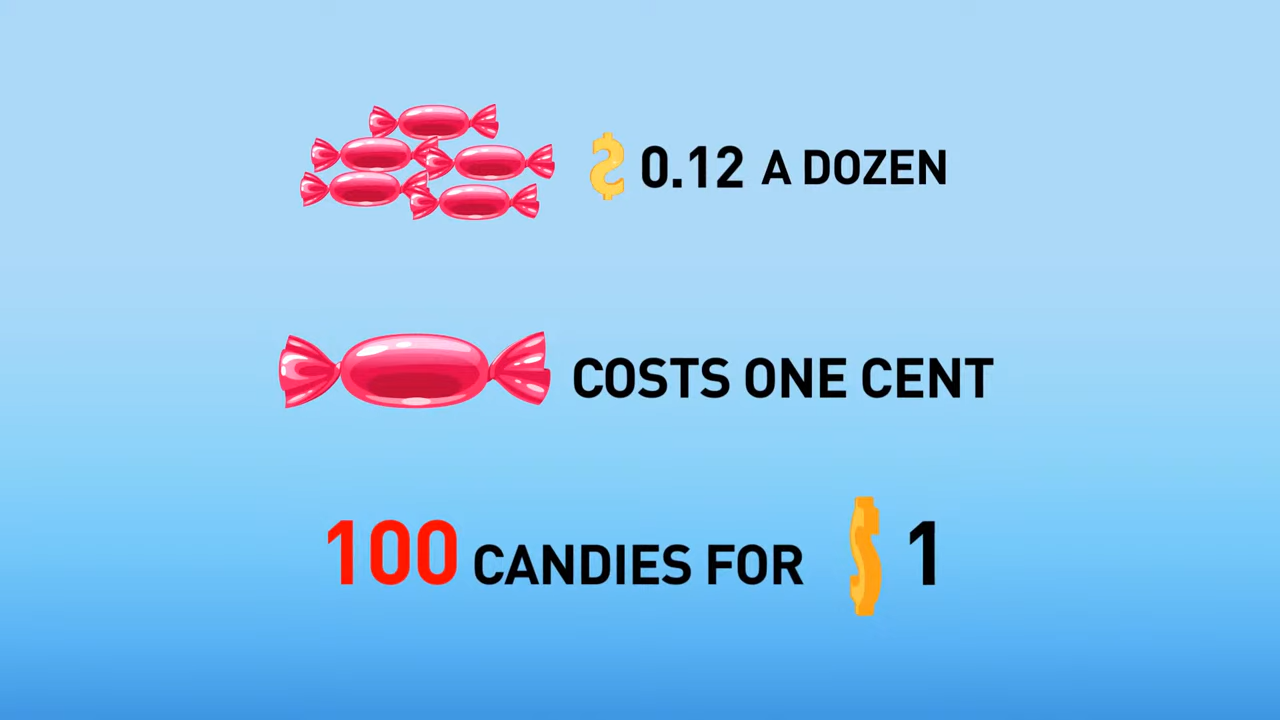 $ 0.12 A DOZEN
COSTS ONE CENT
100 CANDIES FOR $ 1